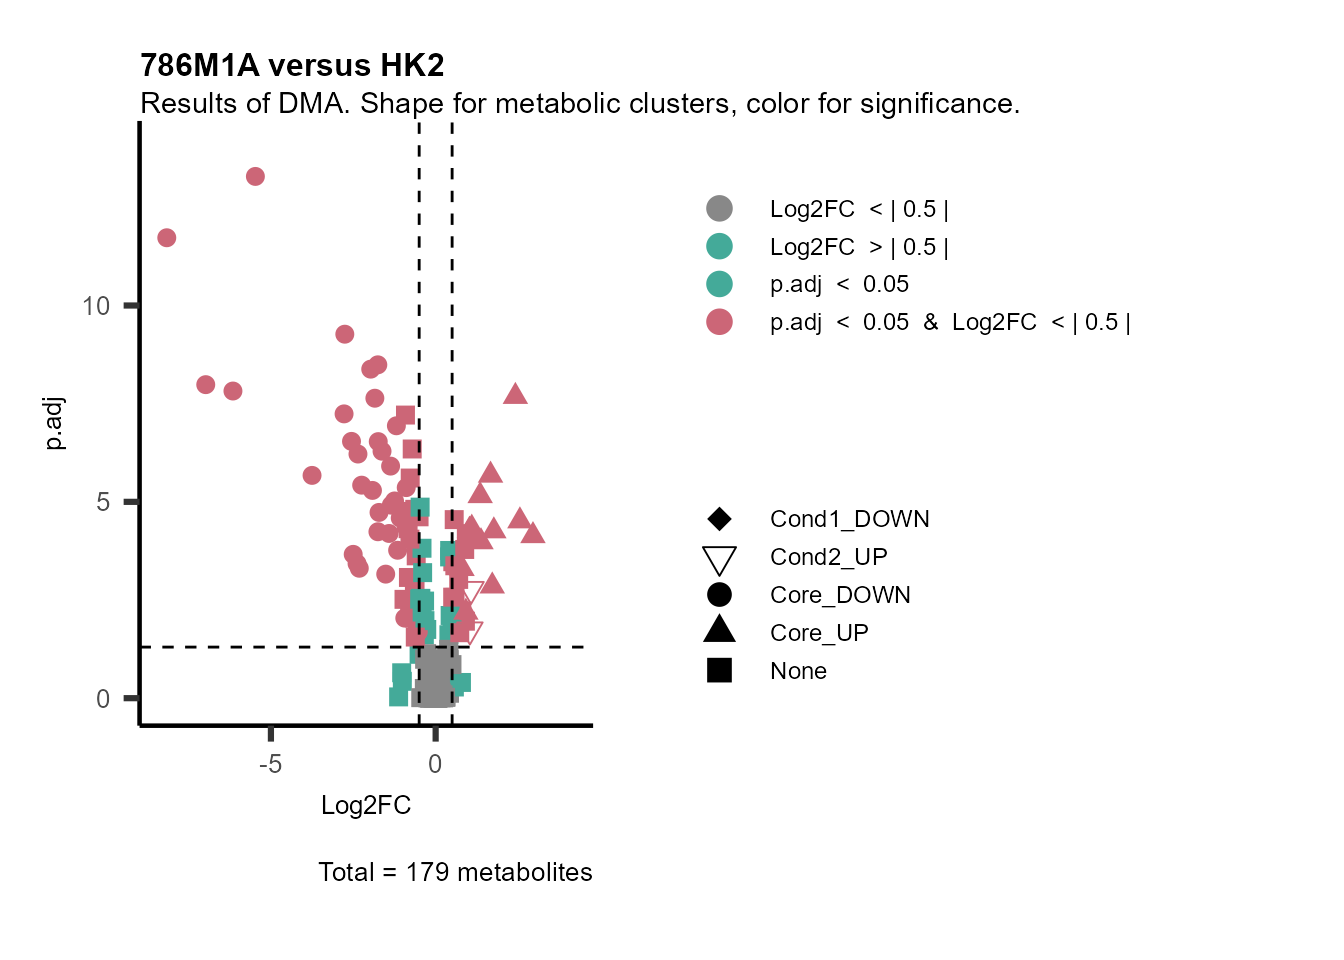 786M1A versus HK2
Results of DMA. Shape for metabolic clusters, color for significance.
p.adj
10
5
0
-5
0
Log2FC
Total = 179 metabolites
Log2FC < | 0.5 |
Log2FC > | 0.5 |
p.adj < 0.05
p.adj < 0.05 & Log2FC < | 0.5 |
Cond1_DOWN
Cond2_UP
Core_DOWN
Core_UP
None